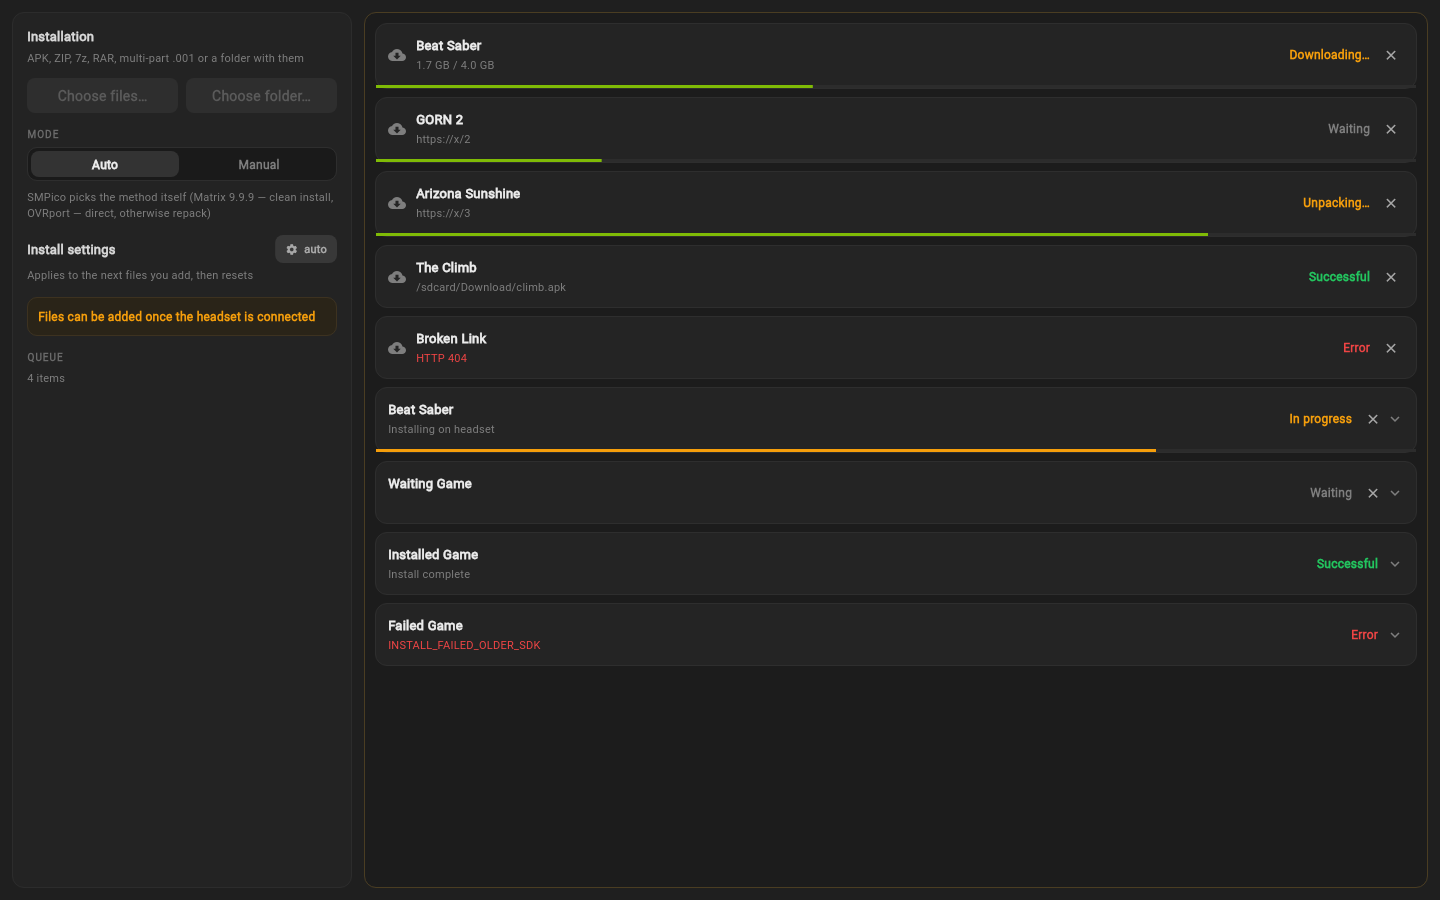 Installation
APK, ZIP, 7z, RAR, multi-part .001 or a folder with them
Choose files…
Choose folder…
MODE
Auto
Manual
SMPico picks the method itself (Matrix 9.9.9 — clean install,
OVRport — direct, otherwise repack)
Install settings
auto
Applies to the next files you add, then resets
Files can be added once the headset is connected
QUEUE
4 items
Beat Saber
1.7 GB / 4.0 GB
Downloading…
GORN 2
https://x/2
Waiting
Arizona Sunshine
https://x/3
Unpacking…
The Climb
/sdcard/Download/climb.apk
Successful
Broken Link
HTTP 404
Error
Beat Saber
Installing on headset
In progress
Waiting Game
Waiting
Installed Game
Install complete
Successful
Failed Game
INSTALL_FAILED_OLDER_SDK
Error